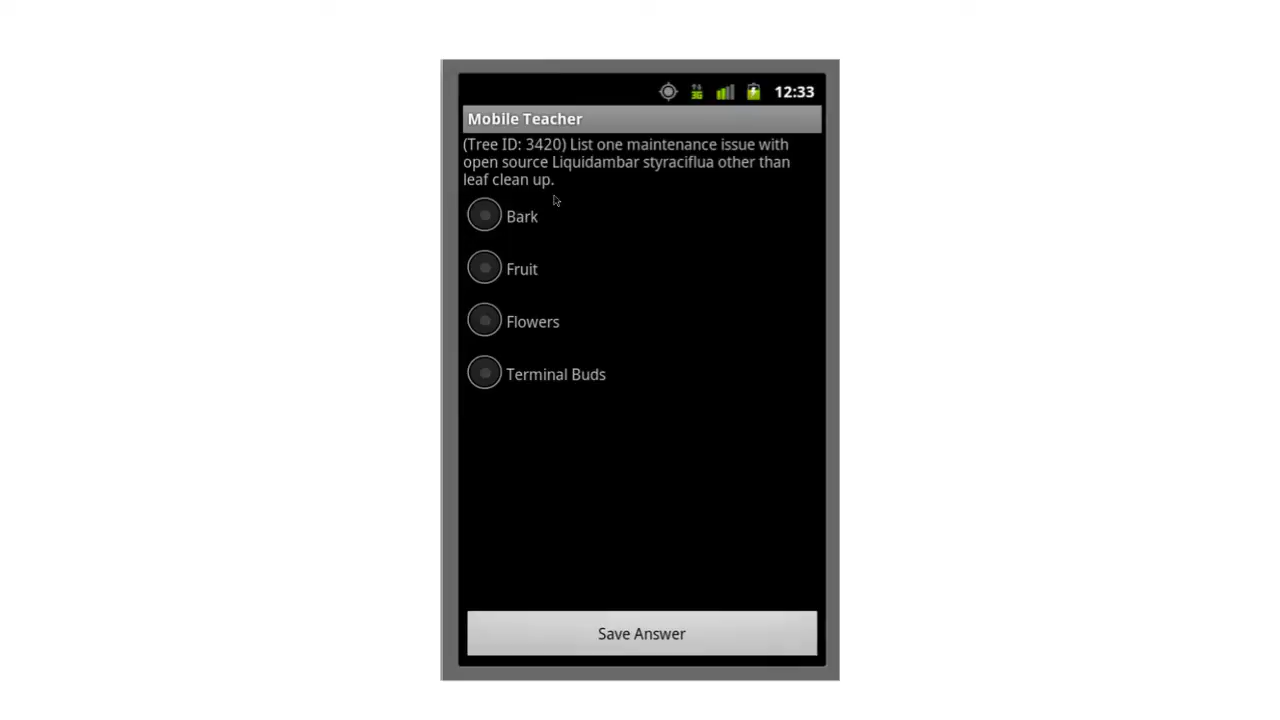 12:33
Mobile Teacher
(Tree ID: 3420) List one maintenance issue with
open source Liquidambar styraciflua other than
leaf clean up.
Bark
Fruit
Flowers
Terminal Buds
Save Answer